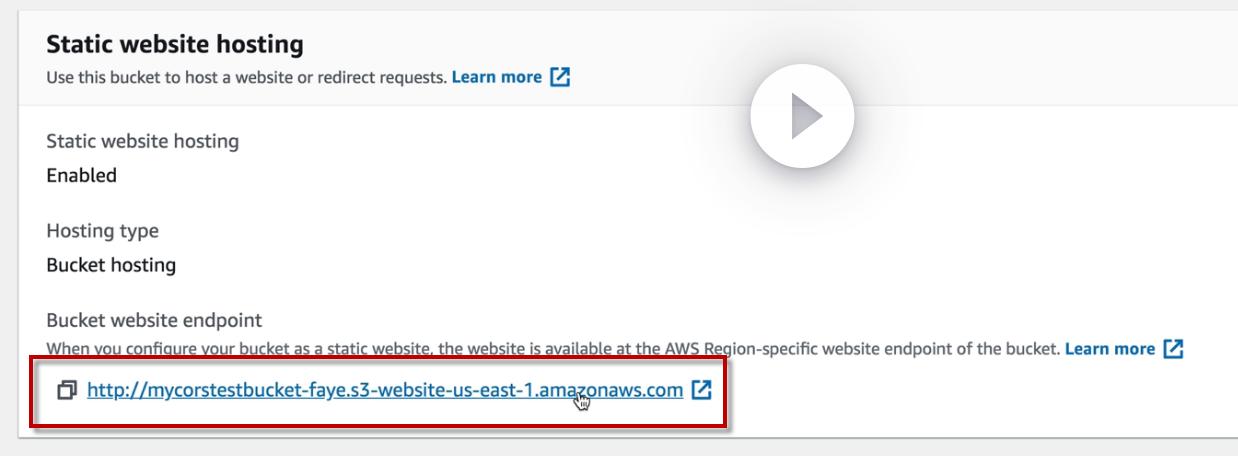 Static website hosting
Use this bucket to host a website or redirect requests. Learn more
Static website hosting
Enabled
Hosting type
Bucket hosting
Bucket website endpoint
When you configure your bucket as a static website, the website is available at the AWS Region-specific website endpoint of the bucket. Learn more
http://mycorstestbucket-faye.s3-website-us-east-1.amazonaws.com